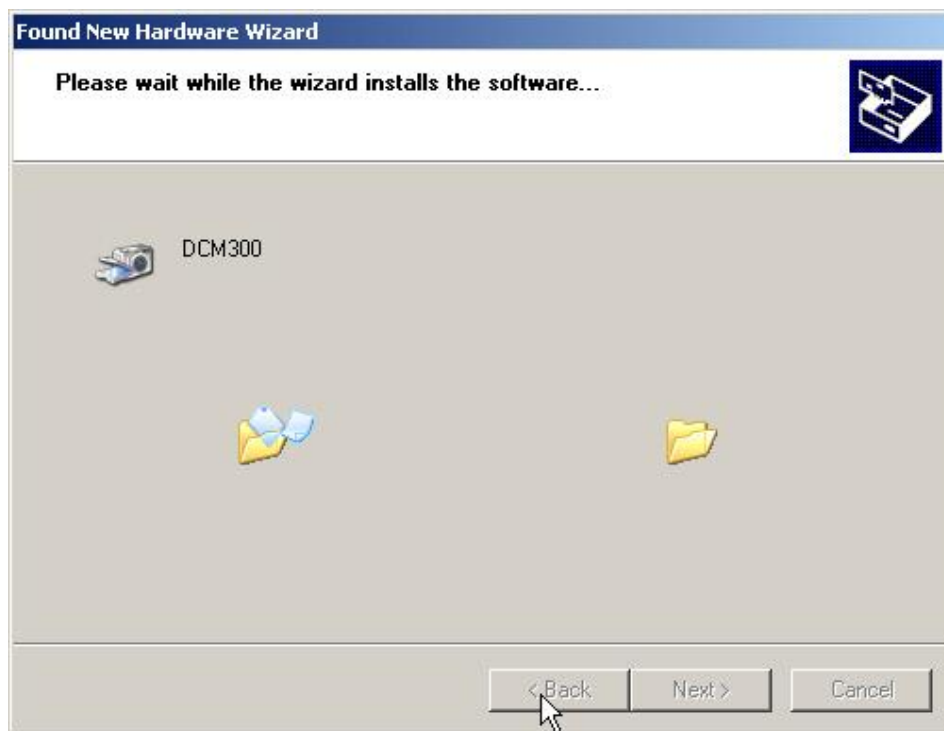 Found New Hardware Wizard
Please wait while the wizard installs the software...
DCM300
< Back
Next >
Cancel